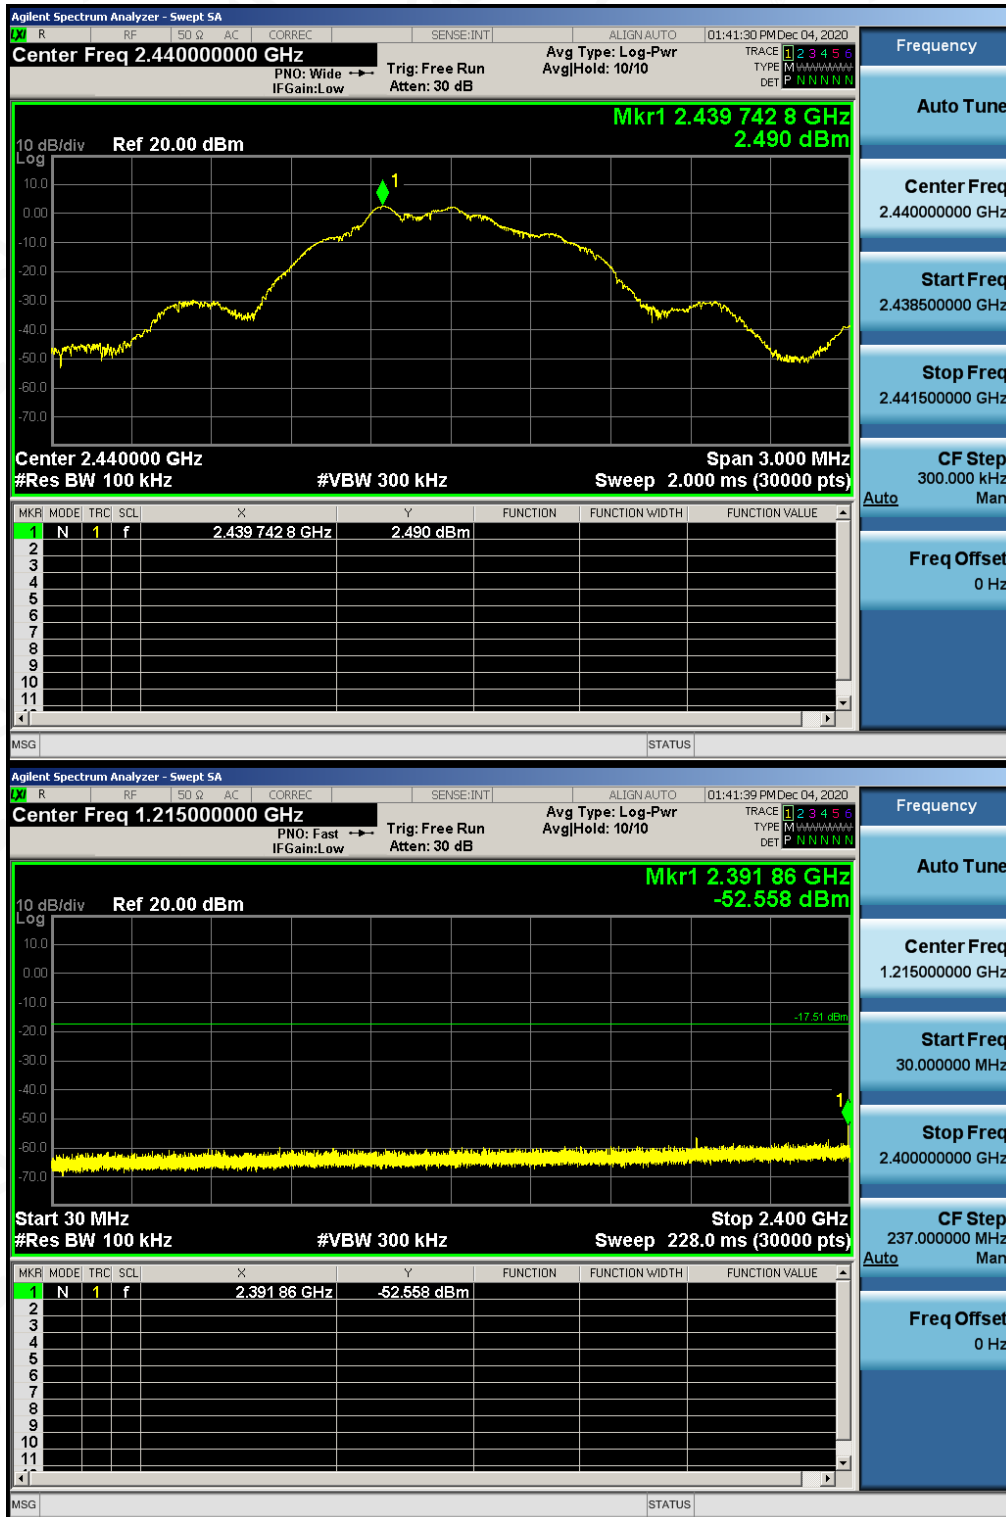 Agilent Spectrum Analyzer - Swept SA
LXI R RF 50 Ω AC CORREC SENSE:INT ALIGN AUTO 01:41:30 PM Dec 04, 2020
Center Freq 2.440000000 GHz
PNO: Wide
IFGain:Low
Trig: Free Run
Atten: 30 dB
Avg Type: Log-Pwr
Avg|Hold: 10/10
TRACE 1 2 3 4 5 6
TYPE M WWWWW
DET P N N N N N
Mkr1 2.439 742 8 GHz
2.490 dBm
10 dB/div Ref 20.00 dBm
Log
10.0
0.00
-10.0
-20.0
-30.0
-40.0
-50.0
-60.0
-70.0
1
Center 2.440000 GHz Span 3.000 MHz
#Res BW 100 kHz #VBW 300 kHz Sweep 2.000 ms (30000 pts)
MKR MODE TRC SCL X Y FUNCTION FUNCTION WIDTH FUNCTION VALUE
1 N 1 f 2.439 742 8 GHz 2.490 dBm
2
3
4
5
6
7
8
9
10
11
MSG STATUS
Frequency
Auto Tune
Center Freq
2.440000000 GHz
Start Freq
2.438500000 GHz
Stop Freq
2.441500000 GHz
CF Step
300.000 kHz
Auto Man
Freq Offset
0 Hz
Agilent Spectrum Analyzer - Swept SA
LXI R RF 50 Ω AC CORREC SENSE:INT ALIGN AUTO 01:41:39 PM Dec 04, 2020
Center Freq 1.215000000 GHz
PNO: Fast
IFGain:Low
Trig: Free Run
Atten: 30 dB
Avg Type: Log-Pwr
Avg|Hold: 10/10
TRACE 1 2 3 4 5 6
TYPE M WWWWW
DET P N N N N N
Mkr1 2.391 86 GHz
-52.558 dBm
10 dB/div Ref 20.00 dBm
Log
10.0
0.00
-10.0
-20.0
-30.0
-40.0
-50.0
-60.0
-70.0
-17.51 dBm
1
Start 30 MHz Stop 2.400 GHz
#Res BW 100 kHz #VBW 300 kHz Sweep 228.0 ms (30000 pts)
MKR MODE TRC SCL X Y FUNCTION FUNCTION WIDTH FUNCTION VALUE
1 N 1 f 2.391 86 GHz -52.558 dBm
2
3
4
5
6
7
8
9
10
11
MSG STATUS
Frequency
Auto Tune
Center Freq
1.215000000 GHz
Start Freq
30.000000 MHz
Stop Freq
2.400000000 GHz
CF Step
237.000000 MHz
Auto Man
Freq Offset
0 Hz